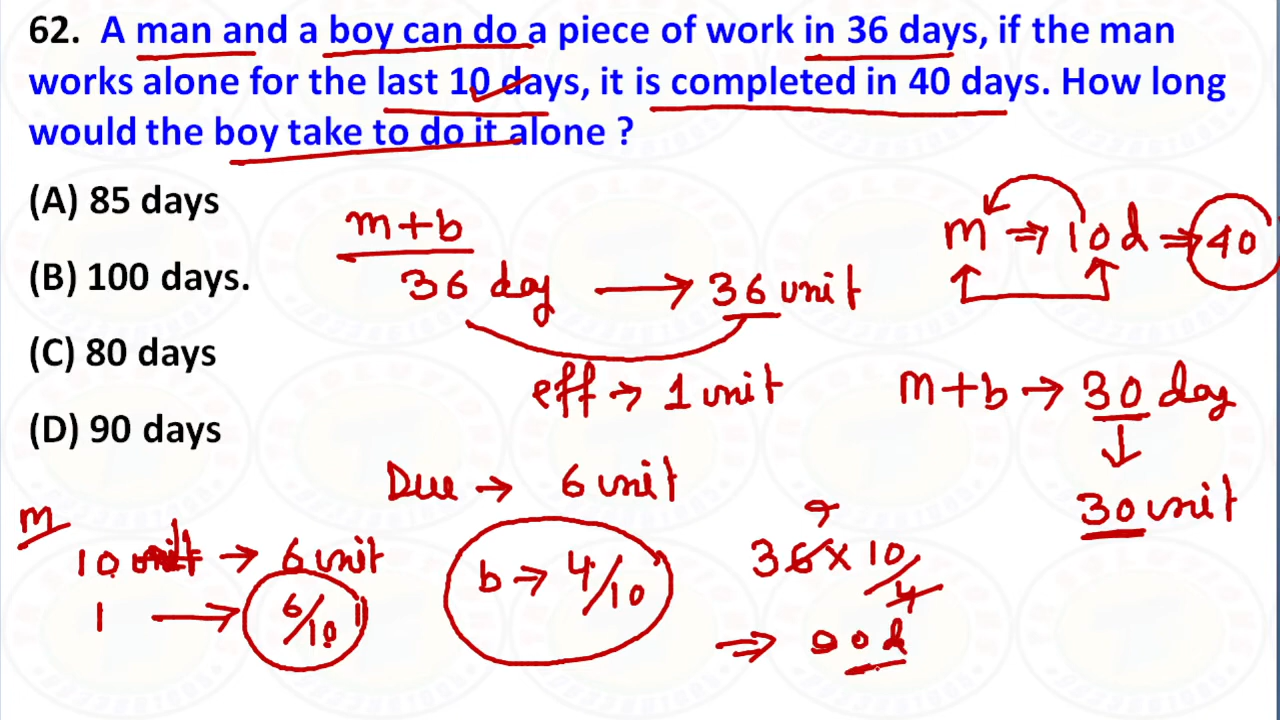 62. A man and a boy can do a piece of work in 36 days, if the man
works alone for the last 10 days, it is completed in 40 days. How long
would the boy take to do it alone ?
(A) 85 days
(B) 100 days.
(C) 80 days
(D) 90 days
m+b
36 day → 36 unit
eff → 1 unit
m ⇒ 10d ⇒ 40
m+b → 30 day
↓
30 unit
Due → 6 unit
m
10 → 6 unit
1 → 6/10
b ⇒ 4/10
9
36 x 10/4